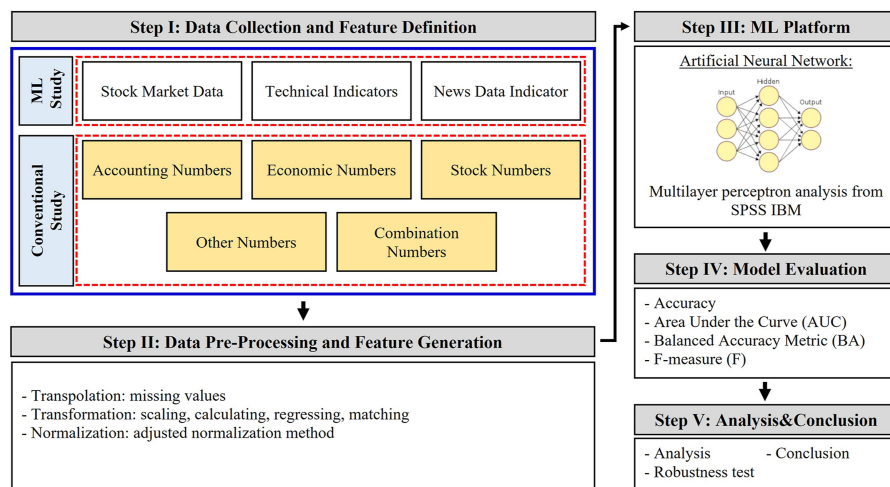 Step I: Data Collection and Feature Definition
ML
Study
Stock Market Data
Technical Indicators
News Data Indicator
Conventional
Study
Accounting Numbers
Economic Numbers
Stock Numbers
Other Numbers
Combination
Numbers
Step II: Data Pre-Processing and Feature Generation
- Transpolation: missing values
- Transformation: scaling, calculating, regressing, matching
- Normalization: adjusted normalization method
Step III: ML Platform
Artificial Neural Network:
Input
Hidden
Output
Multilayer perceptron analysis from
SPSS IBM
Step IV: Model Evaluation
- Accuracy
- Area Under the Curve (AUC)
- Balanced Accuracy Metric (BA)
- F-measure (F)
Step V: Analysis&Conclusion
- Analysis - Conclusion
- Robustness test